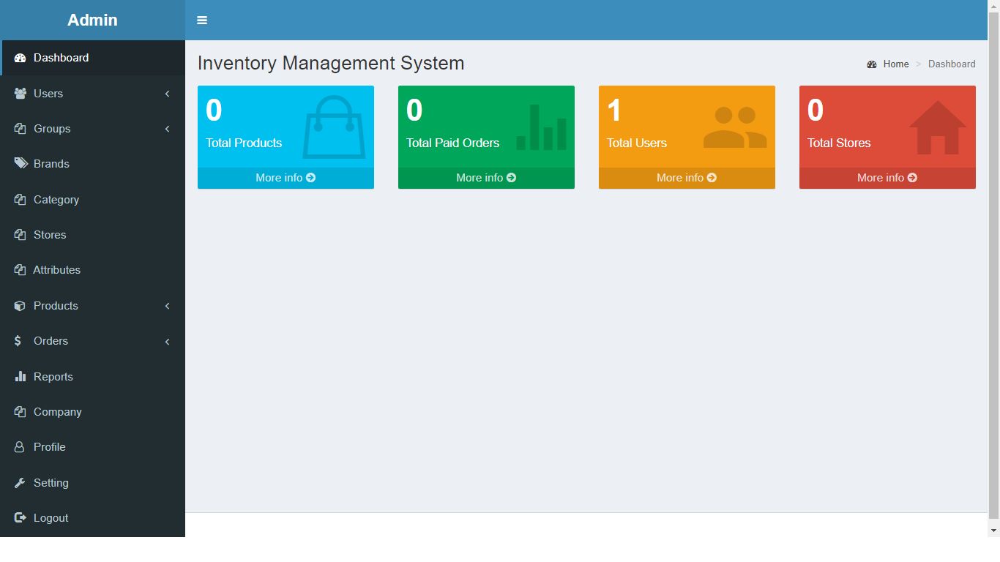 Admin
Dashboard
Users
Groups
Brands
Category
Stores
Attributes
Products
Orders
Reports
Company
Profile
Setting
Logout
Inventory Management System
Home > Dashboard
0
Total Products
More info
0
Total Paid Orders
More info
1
Total Users
More info
0
Total Stores
More info